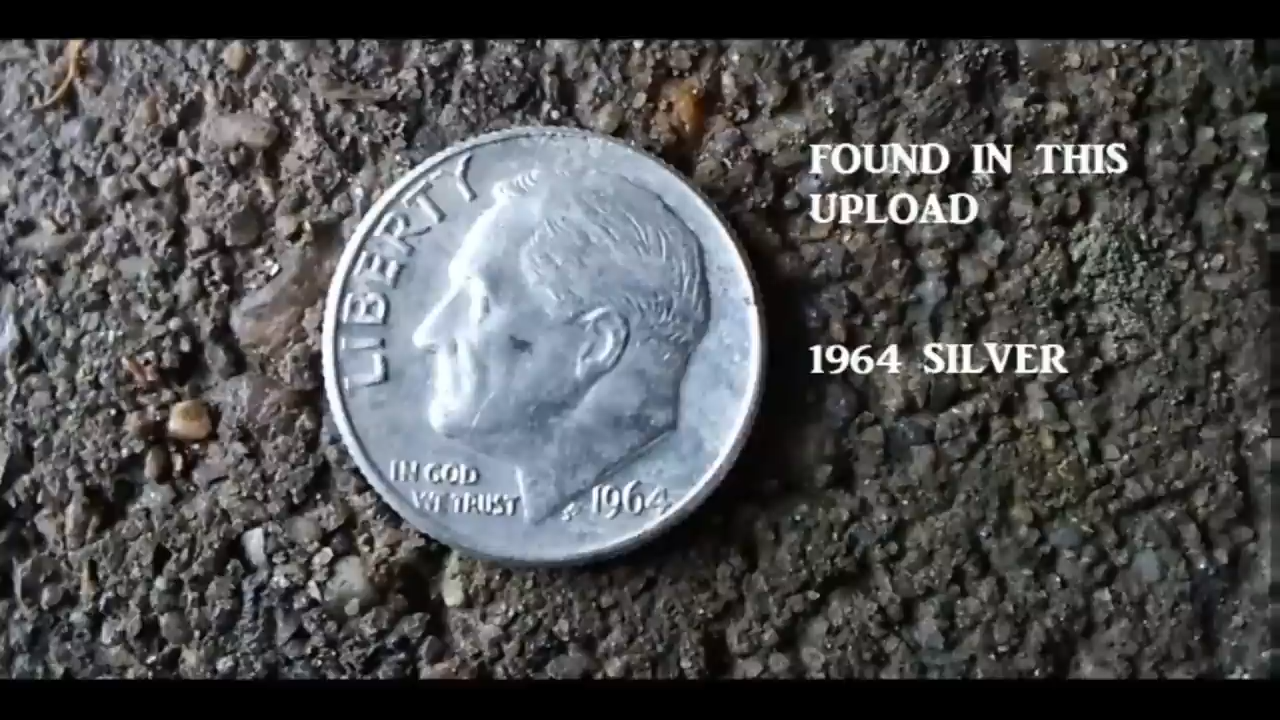 FOUND IN THIS
UPLOAD
1964 SILVER
LIBERTY
IN GOD
WE TRUST
1964